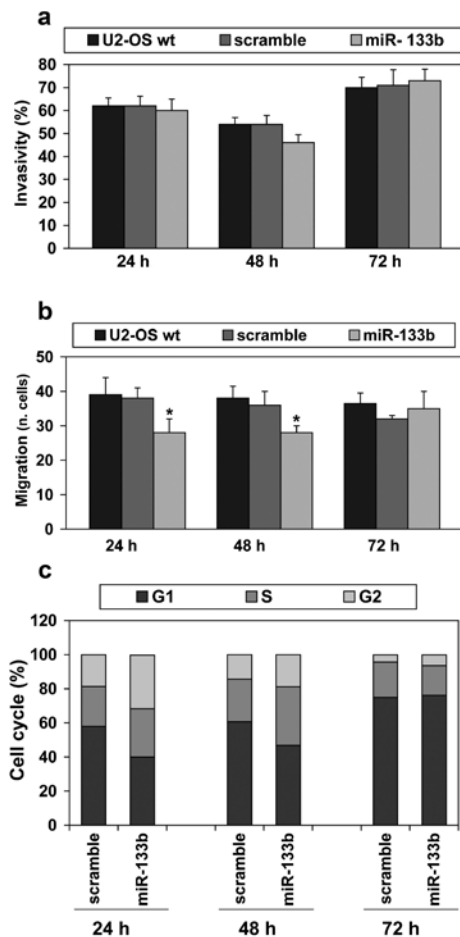 a
U2-OS wt scramble miR- 133b
80
70
60
50
40
30
20
10
0
Invasivity (%)
24 h 48 h 72 h
b
U2-OS wt scramble miR-133b
50
40
30
20
10
0
Migration (n. cells)
* *
24 h 48 h 72 h
c
G1 S G2
120
100
80
60
40
20
0
Cell cycle (%)
scramble miR-133b scramble miR-133b scramble miR-133b
24 h 48 h 72 h